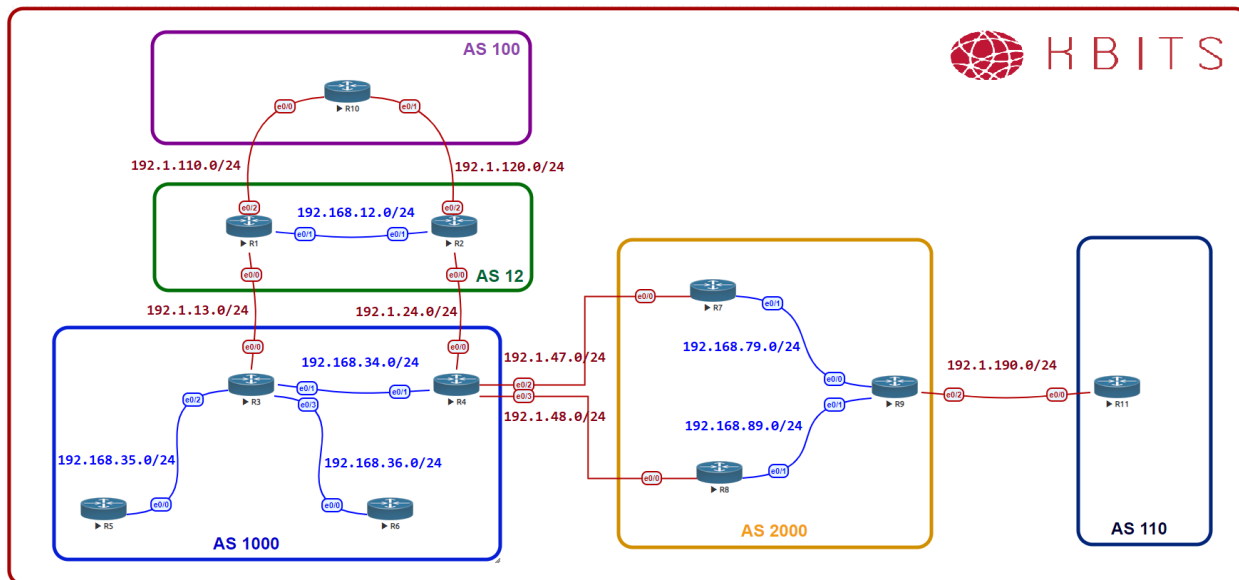 AS 100
KBITS
e0/0
e0/1
R10
192.1.110.0/24
192.1.120.0/24
e0/2
192.168.12.0/24
e0/2
R1
e0/1
e0/1
R2
e0/0
e0/0
AS 12
192.1.13.0/24
192.1.24.0/24
e0/0
e0/0
192.168.34.0/24
R3
e0/1
e0/1
R4
e0/2
e0/3
e0/2
e0/3
192.1.47.0/24
192.1.48.0/24
192.168.35.0/24
192.168.36.0/24
e0/0
R5
e0/0
R6
AS 1000
e0/0
R7
e0/1
192.168.79.0/24
e0/0
R9
e0/1
e0/2
192.168.89.0/24
e0/0
R8
e0/1
AS 2000
192.1.190.0/24
e0/0
R11
AS 110